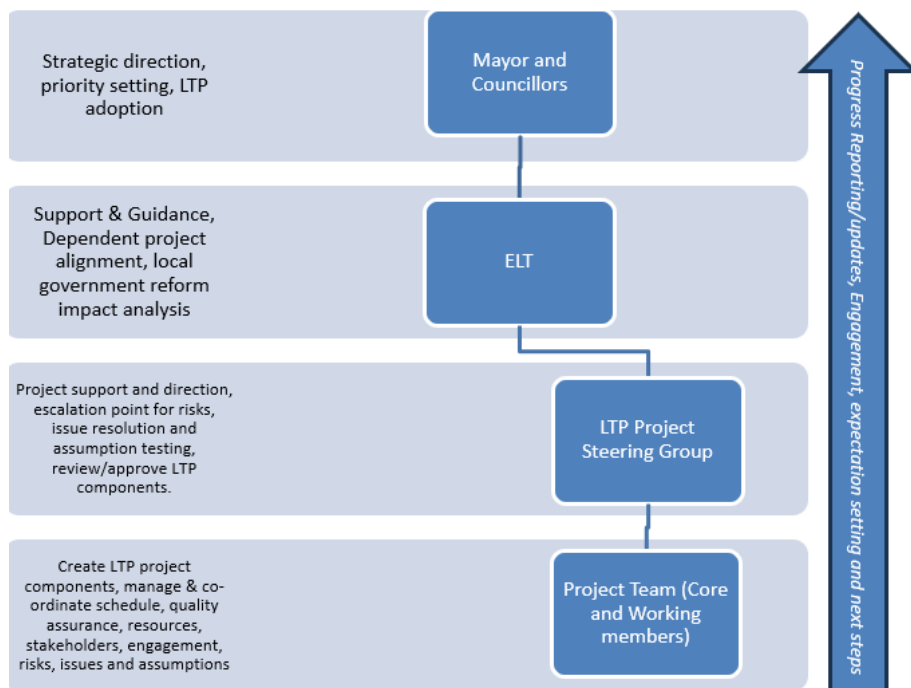 Strategic direction,
priority setting, LTP
adoption
Mayor and
Councillors
Support & Guidance,
Dependent project
alignment, local
government reform
impact analysis
ELT
Project support and direction,
escalation point for risks,
issue resolution and
assumption testing,
review/approve LTP
components.
LTP Project
Steering Group
Create LTP project
components, manage & co-
ordinate schedule, quality
assurance, resources,
stakeholders, engagement,
risks, issues and assumptions
Project Team (Core
and Working
members)
Progress Reporting/updates, Engagement, expectation setting and next steps